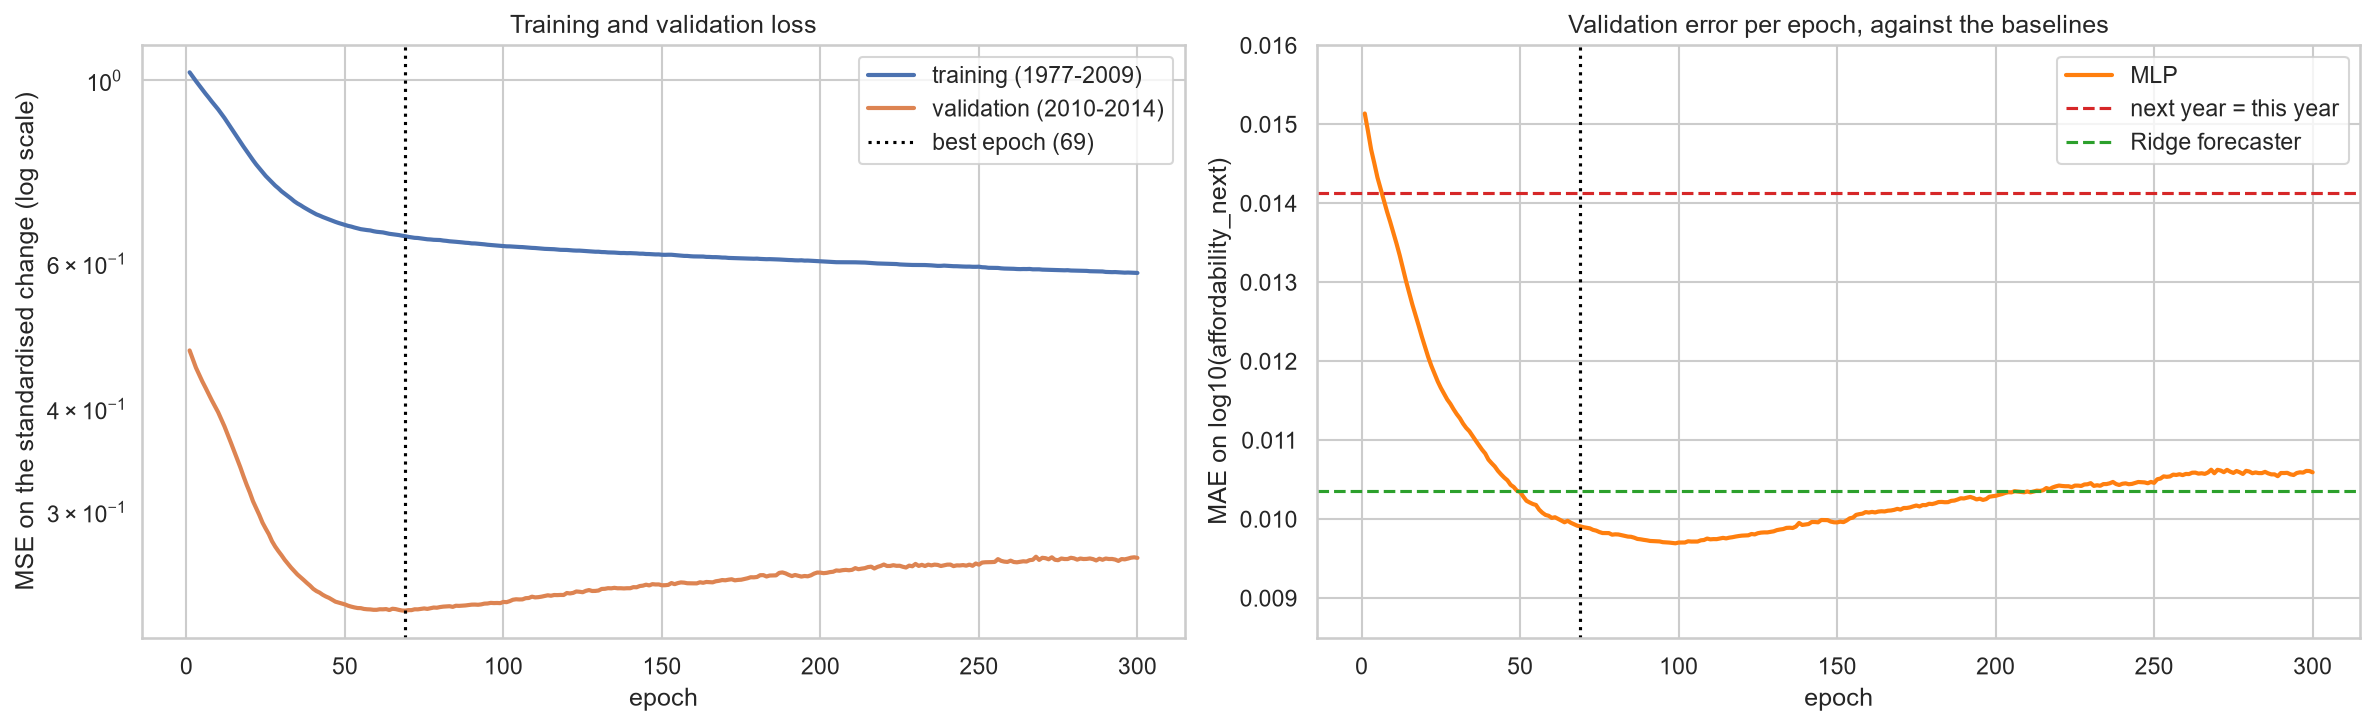 Training and validation loss
MSE on the standardised change (log scale)
10⁰
6 × 10⁻¹
4 × 10⁻¹
3 × 10⁻¹
training (1977-2009)
validation (2010-2014)
best epoch (69)
0 50 100 150 200 250 300
epoch
Validation error per epoch, against the baselines
MAE on log10(affordability_next)
0.016
0.015
0.014
0.013
0.012
0.011
0.010
0.009
MLP
next year = this year
Ridge forecaster
0 50 100 150 200 250 300
epoch